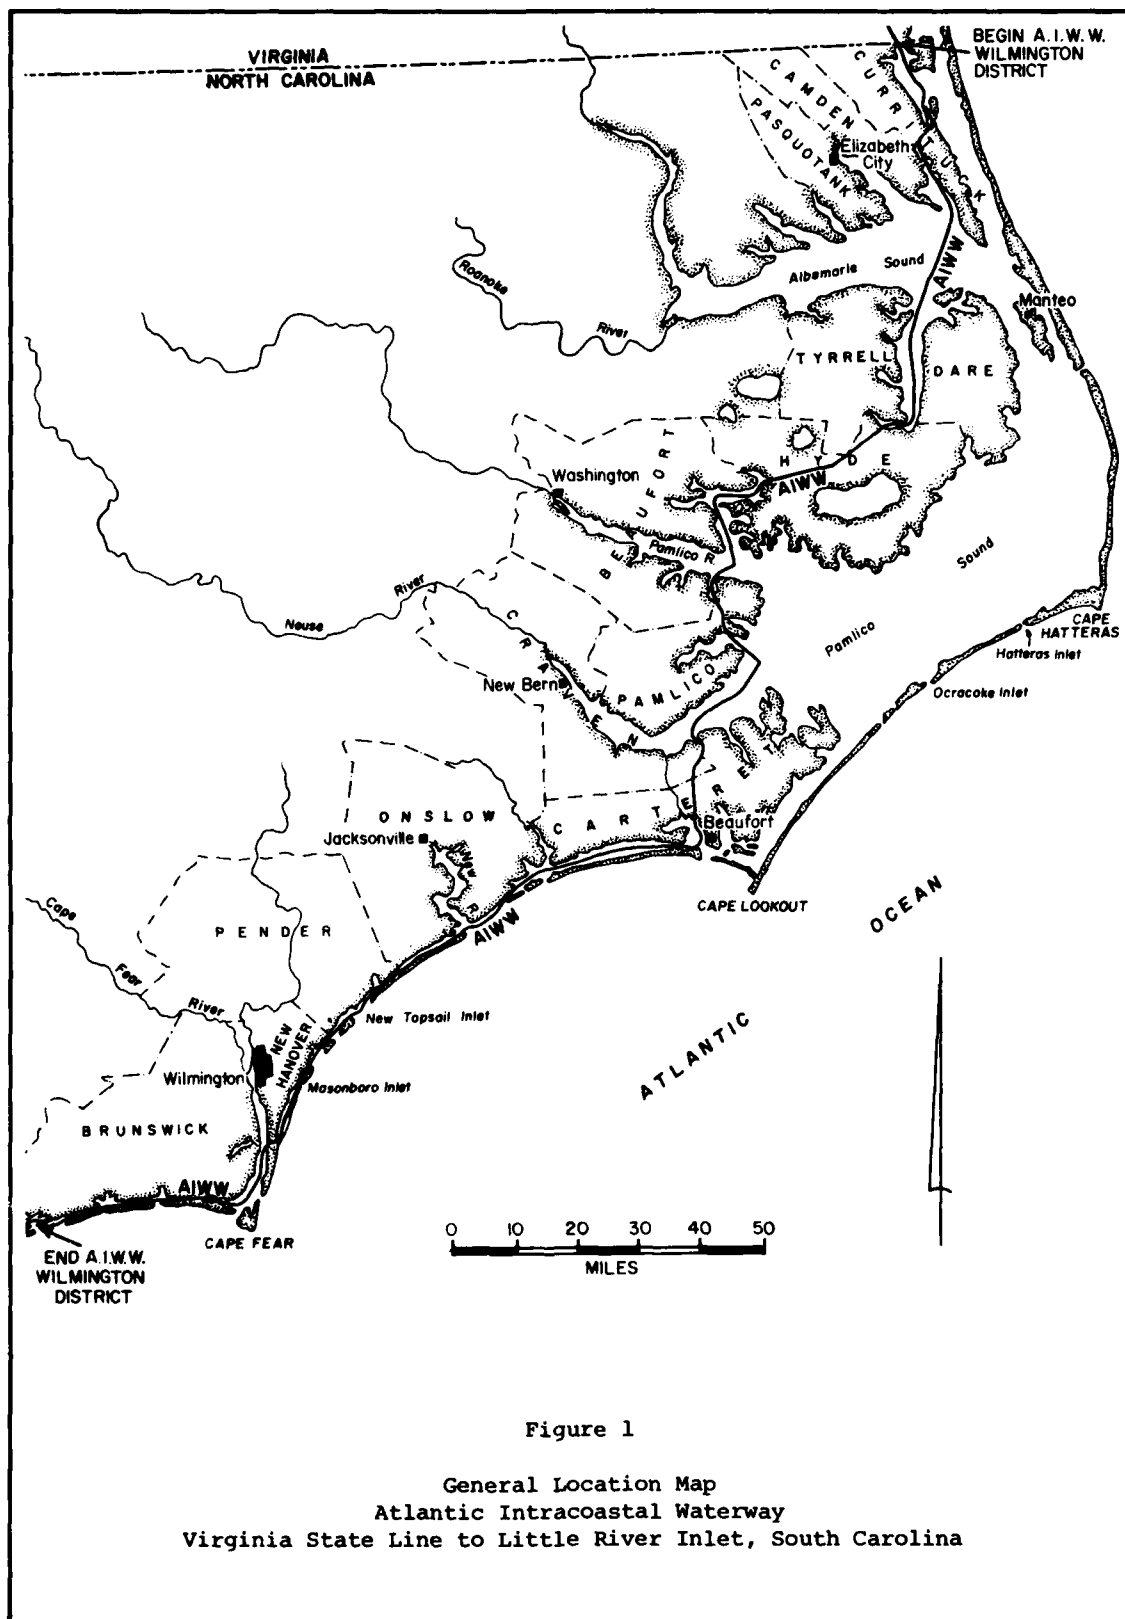 VIRGINIA
NORTH CAROLINA
BEGIN A.I.W.W.
WILMINGTON
DISTRICT
CURRITUCK
CAMDEN
PASQUOTANK
Elizabeth
City
Albemarle Sound
AIWW
Manteo
Roanoke
River
TYRRELL
DARE
HYDE
AIWW
BEAUFORT
Washington
Pamlico R.
Sound
Pamlico
CAPE
HATTERAS
Hatteras Inlet
Ocracoke Inlet
River
Neuse
CRAVEN
New Bern
PAMLICO
ONSLOW
Jacksonville
New R.
CARTERET
Beaufort
CAPE LOOKOUT
AIWW
OCEAN
ATLANTIC
Cape
Fear
River
PENDER
New Topsail Inlet
NEW
HANOVER
Wilmington
Masonboro Inlet
BRUNSWICK
AIWW
CAPE FEAR
END A.I.W.W.
WILMINGTON
DISTRICT
0 10 20 30 40 50
MILES
Figure 1
General Location Map
Atlantic Intracoastal Waterway
Virginia State Line to Little River Inlet, South Carolina